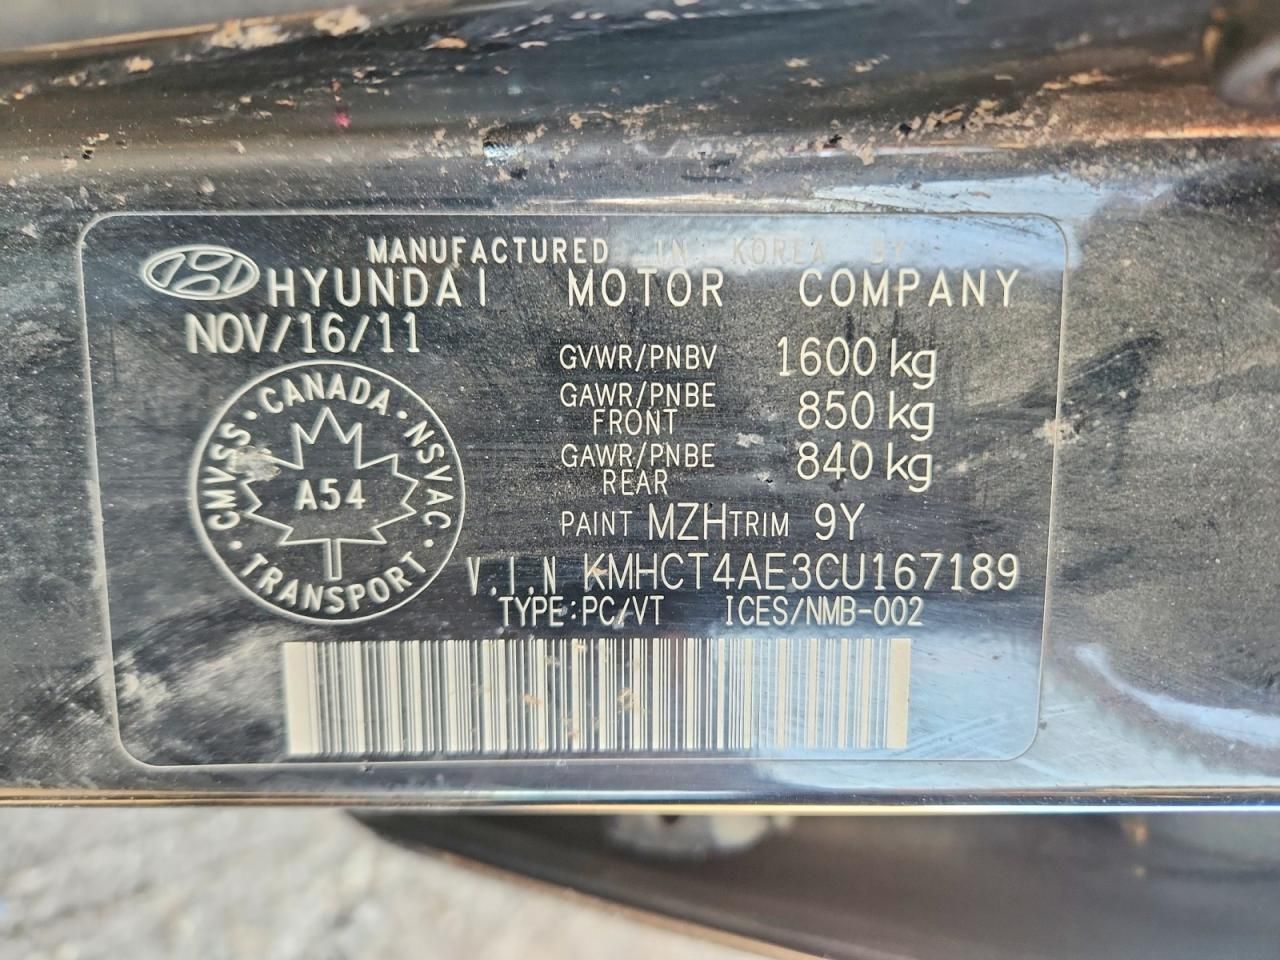 MANUFACTURED IN KOREA BY
HYUNDAI MOTOR COMPANY
NOV/16/11
GVWR/PNBV 1600 kg
GAWR/PNBE FRONT 850 kg
GAWR/PNBE REAR 840 kg
PAINT MZH TRIM 9Y
V.I.N KMHCT4AE3CU167189
TYPE:PC/VT ICES/NMB-002
CANADA · NSVAC · TRANSPORT · CMVSS ·
A54